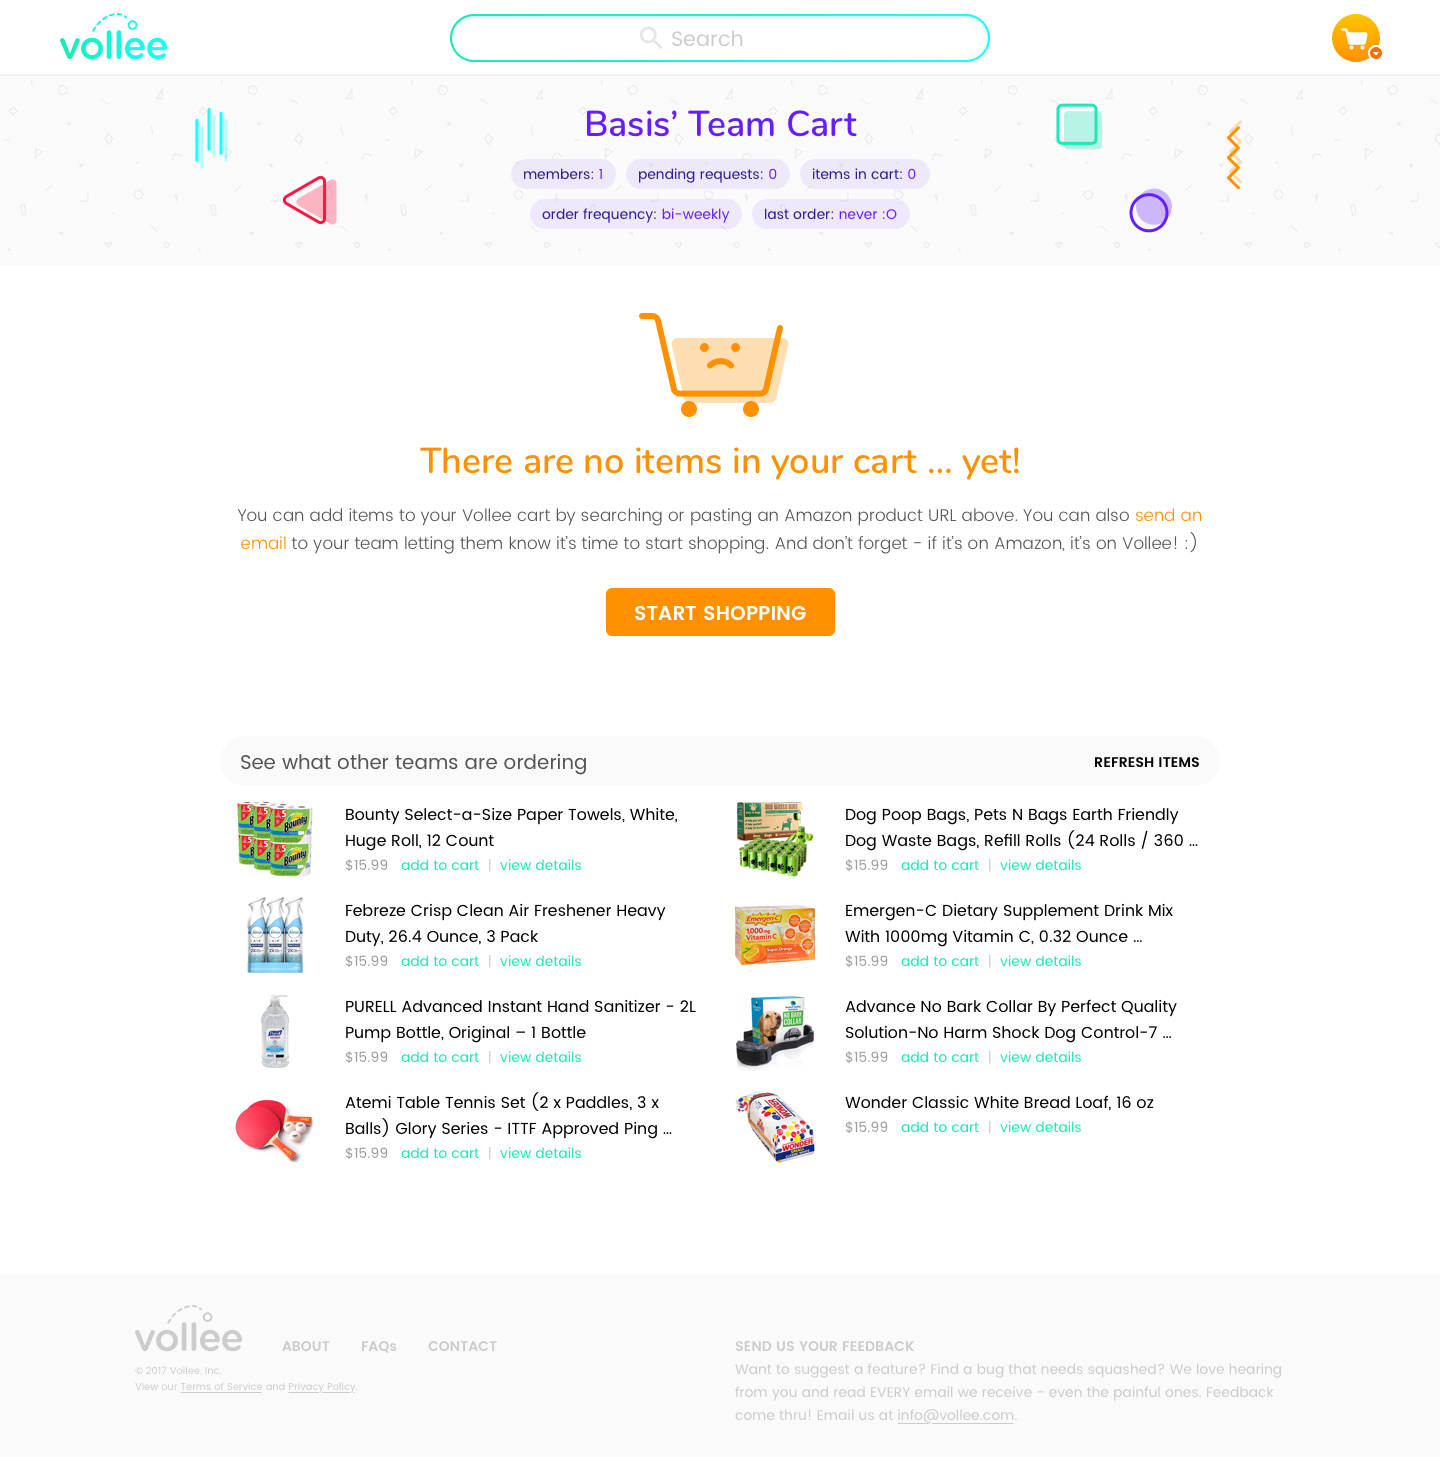 vollee
Search
Basis’ Team Cart
members: 1
pending requests: 0
items in cart: 0
order frequency: bi-weekly
last order: never :O
There are no items in your cart ... yet!
You can add items to your Vollee cart by searching or pasting an Amazon product URL above. You can also send an
email to your team letting them know it’s time to start shopping. And don’t forget - if it’s on Amazon, it’s on Vollee! :)
START SHOPPING
See what other teams are ordering
REFRESH ITEMS
Bounty Select-a-Size Paper Towels, White,
Huge Roll, 12 Count
$15.99 add to cart | view details
Dog Poop Bags, Pets N Bags Earth Friendly
Dog Waste Bags, Refill Rolls (24 Rolls / 360 ...
$15.99 add to cart | view details
Febreze Crisp Clean Air Freshener Heavy
Duty, 26.4 Ounce, 3 Pack
$15.99 add to cart | view details
Emergen-C Dietary Supplement Drink Mix
With 1000mg Vitamin C, 0.32 Ounce ...
$15.99 add to cart | view details
PURELL Advanced Instant Hand Sanitizer - 2L
Pump Bottle, Original – 1 Bottle
$15.99 add to cart | view details
Advance No Bark Collar By Perfect Quality
Solution-No Harm Shock Dog Control-7 ...
$15.99 add to cart | view details
Atemi Table Tennis Set (2 x Paddles, 3 x
Balls) Glory Series - ITTF Approved Ping ...
$15.99 add to cart | view details
Wonder Classic White Bread Loaf, 16 oz
$15.99 add to cart | view details
vollee
ABOUT
FAQs
CONTACT
© 2017 Vollee, Inc.
View our Terms of Service and Privacy Policy.
SEND US YOUR FEEDBACK
Want to suggest a feature? Find a bug that needs squashed? We love hearing
from you and read EVERY email we receive - even the painful ones. Feedback
come thru! Email us at info@vollee.com.